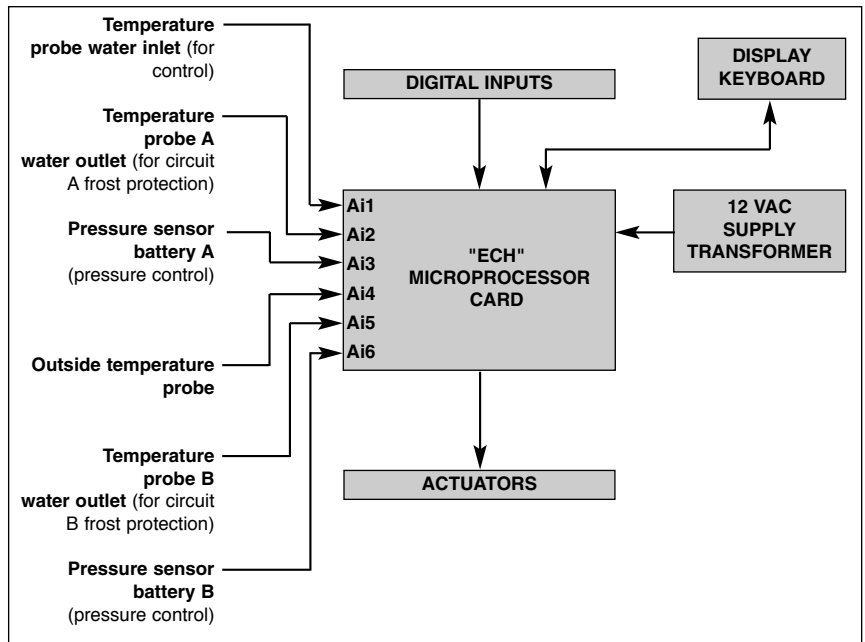 Temperature
probe water inlet (for
control)
Temperature
probe A
water outlet (for circuit
A frost protection)
Pressure sensor
battery A
(pressure control)
Outside temperature
probe
Temperature
probe B
water outlet (for circuit
B frost protection)
Pressure sensor
battery B
(pressure control)
DIGITAL INPUTS
DISPLAY
KEYBOARD
Ai1
Ai2
Ai3
Ai4
Ai5
Ai6
"ECH"
MICROPROCESSOR
CARD
12 VAC
SUPPLY
TRANSFORMER
ACTUATORS